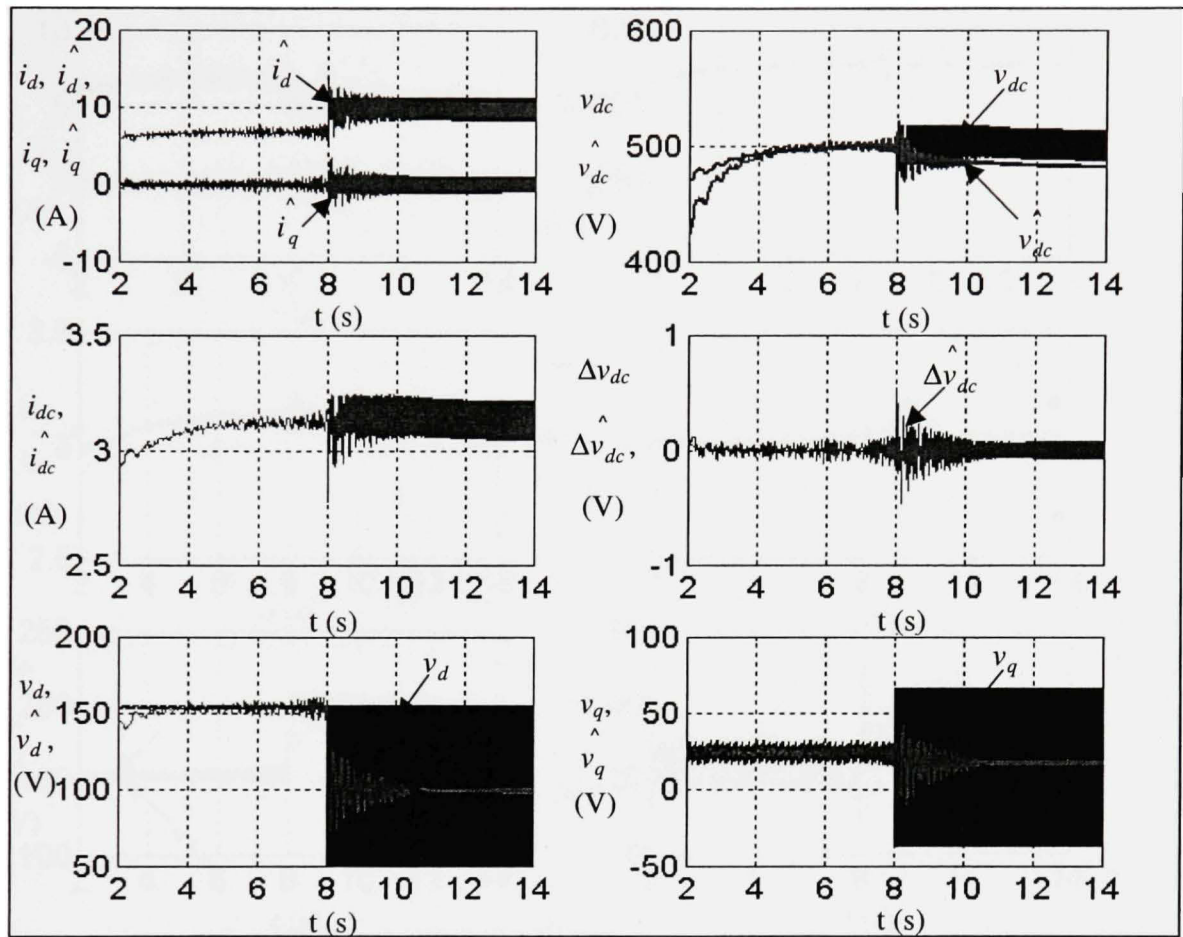 20
10
0
-10
i_d, î_d,
i_q, î_q
(A)
î_d
î_q
2 4 6 8 10 12 14
t (s)
600
500
400
v_dc
v̂_dc
(V)
v_dc
v̂_dc
2 4 6 8 10 12 14
t (s)
3.5
3
2.5
i_dc,
î_dc
(A)
2 4 6 8 10 12 14
t (s)
1
0
-1
Δv_dc
Δv̂_dc,
(V)
Δv̂_dc
2 4 6 8 10 12 14
t (s)
200
150
100
50
v_d,
v̂_d,
(V)
v_d
2 4 6 8 10 12 14
t (s)
100
50
0
-50
v_q,
v̂_q
(V)
v_q
2 4 6 8 10 12 14
t (s)